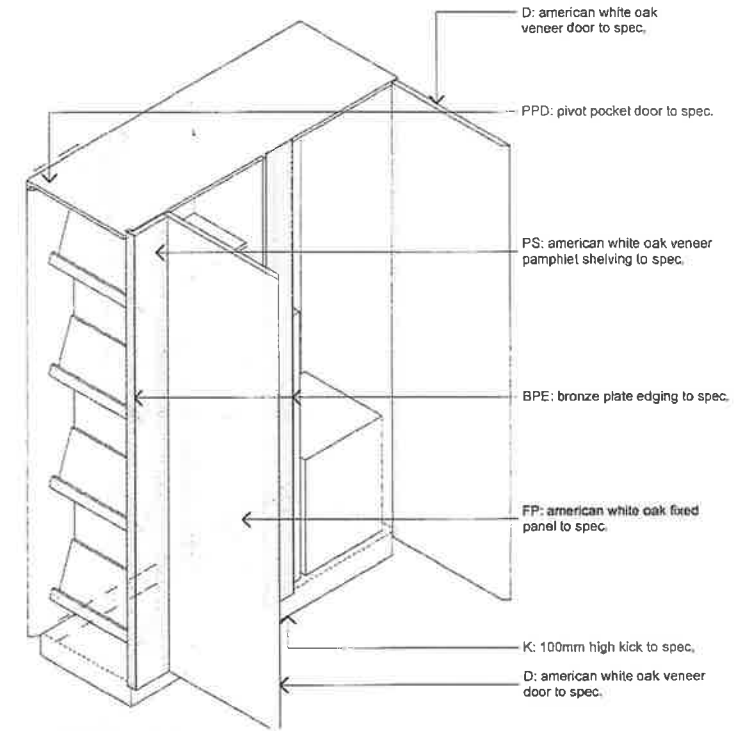 D: american white oak
veneer door to spec.
PPD: pivot pocket door to spec.
PS: american white oak veneer
pamphlet shelving to spec.
BPE: bronze plate edging to spec.
FP: american white oak fixed
panel to spec.
K: 100mm high kick to spec.
D: american white oak veneer
door to spec.